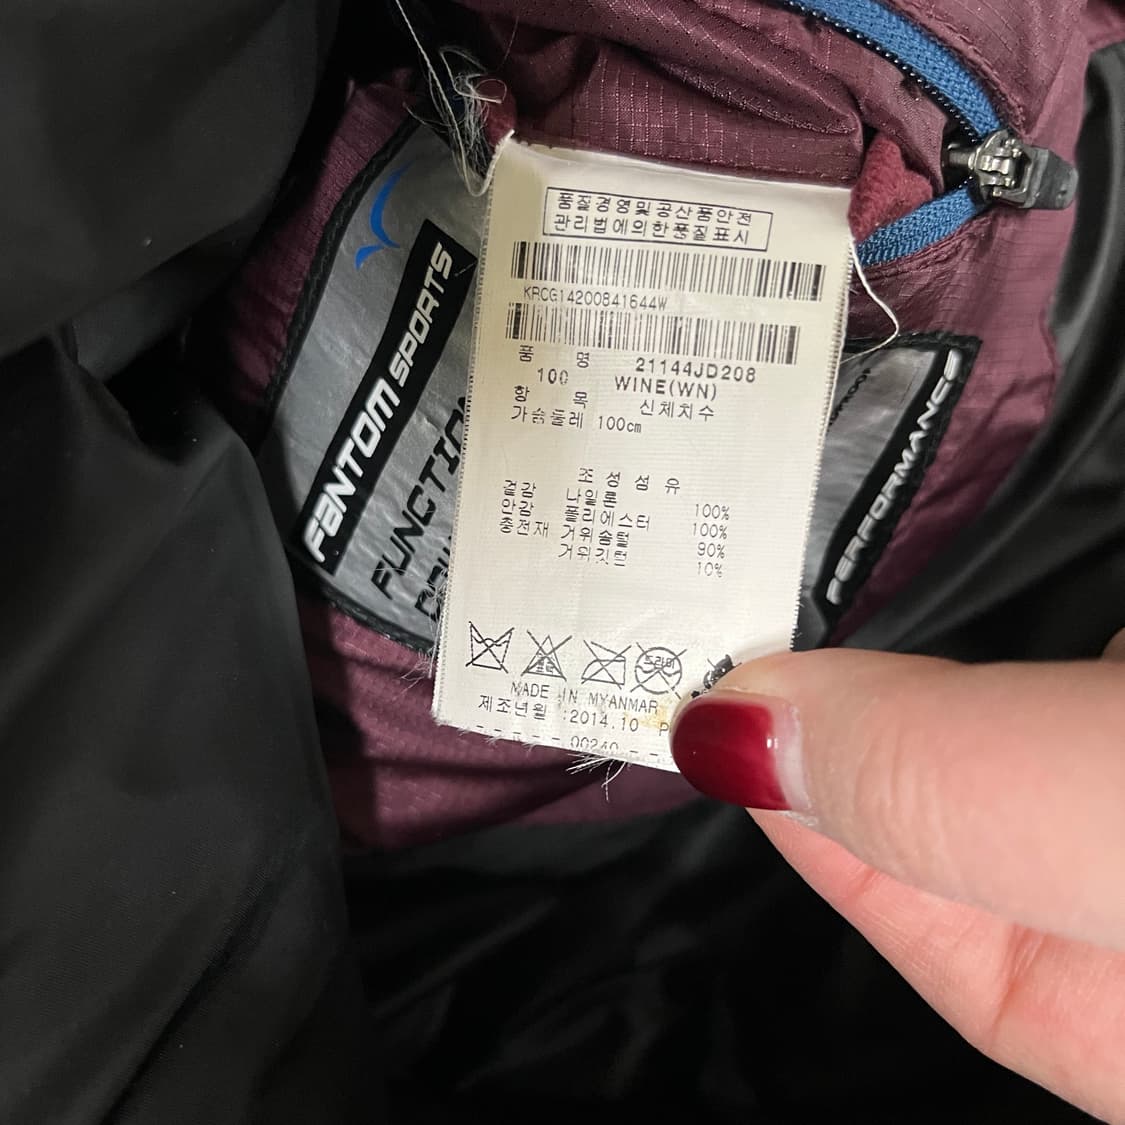 품질경영및공산품안전
관리법에의한품질표시
KRCG14200841644W
품 명 21144JD208
100 WINE(WN)
항 목 신체치수
가슴둘레 100cm
조성섬유
겉감 나일론 100%
안감 폴리에스터 100%
충전재 거위솜털 90%
거위깃털 10%
드라이
MADE IN MYANMAR
제조년월 :2014.10
00240
FANTOM SPORTS
FUNCTION
PERFORMANCE